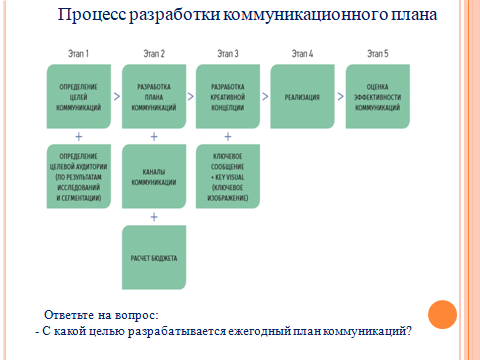 Процесс разработки коммуникационного плана
Этап 1
Этап 2
Этап 3
Этап 4
Этап 5
ОПРЕДЕЛЕНИЕ
ЦЕЛЕЙ
КОММУНИКАЦИЙ
>
РАЗРАБОТКА
ПЛАНА
КОММУНИКАЦИЙ
>
РАЗРАБОТКА
КРЕАТИВНОЙ
КОНЦЕПЦИИ
>
РЕАЛИЗАЦИЯ
>
ОЦЕНКА
ЭФФЕКТИВНОСТИ
КОММУНИКАЦИЙ
+
+
+
ОПРЕДЕЛЕНИЕ
ЦЕЛЕВОЙ АУДИТОРИИ
(ПО РЕЗУЛЬТАТАМ
ИССЛЕДОВАНИЙ
И СЕГМЕНТАЦИИ)
КАНАЛЫ
КОММУНИКАЦИИ
КЛЮЧЕВОЕ
СООБЩЕНИЕ
+ KEY VISUAL
(КЛЮЧЕВОЕ
ИЗОБРАЖЕНИЕ)
+
РАСЧЕТ БЮДЖЕТА
Ответьте на вопрос:
- С какой целью разрабатывается ежегодный план коммуникаций?